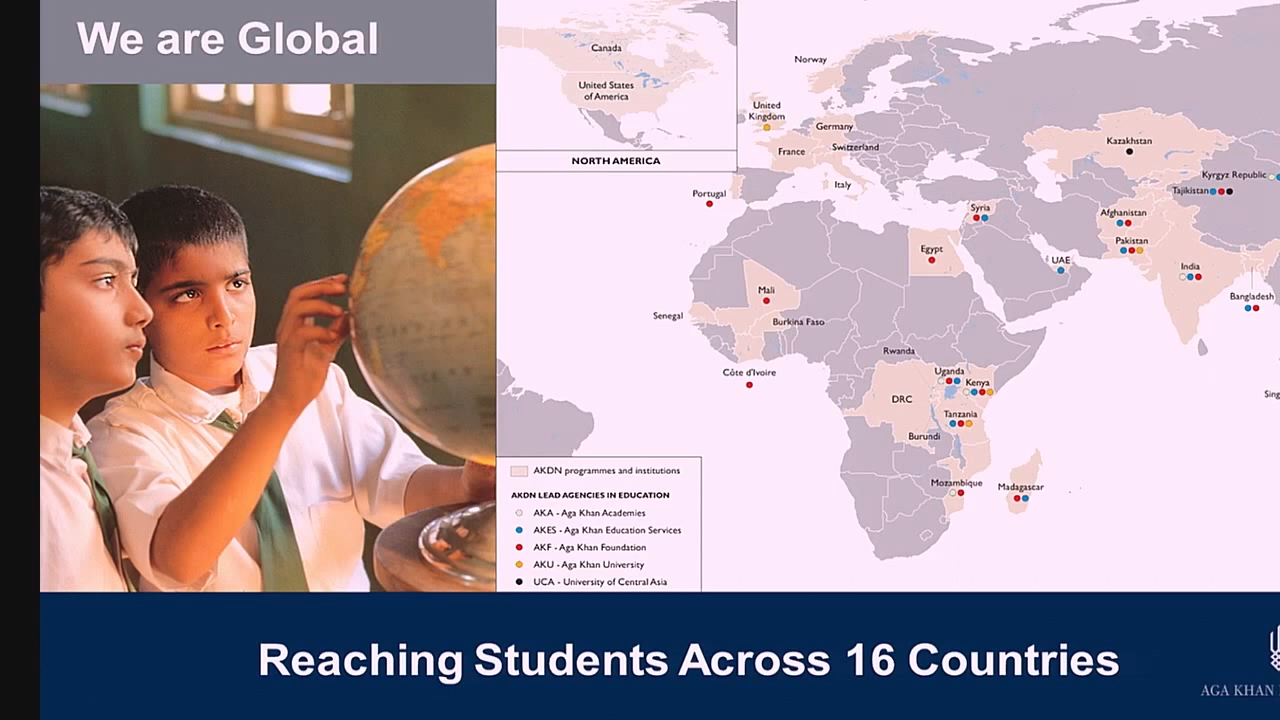 We are Global
Canada
United States
of America
NORTH AMERICA
Norway
United
Kingdom
Germany
France
Switzerland
Italy
Portugal
Kazakhstan
Kyrgyz Republic
Tajikistan
Syria
Afghanistan
Pakistan
Egypt
UAE
India
Bangladesh
Mali
Senegal
Burkina Faso
Rwanda
Côte d'Ivoire
Uganda
Kenya
DRC
Tanzania
Burundi
Mozambique
Madagascar
Sing
AKDN programmes and institutions
AKDN LEAD AGENCIES IN EDUCATION
AKA - Aga Khan Academies
AKES - Aga Khan Education Services
AKF - Aga Khan Foundation
AKU - Aga Khan University
UCA - University of Central Asia
Reaching Students Across 16 Countries
AGA KHAN